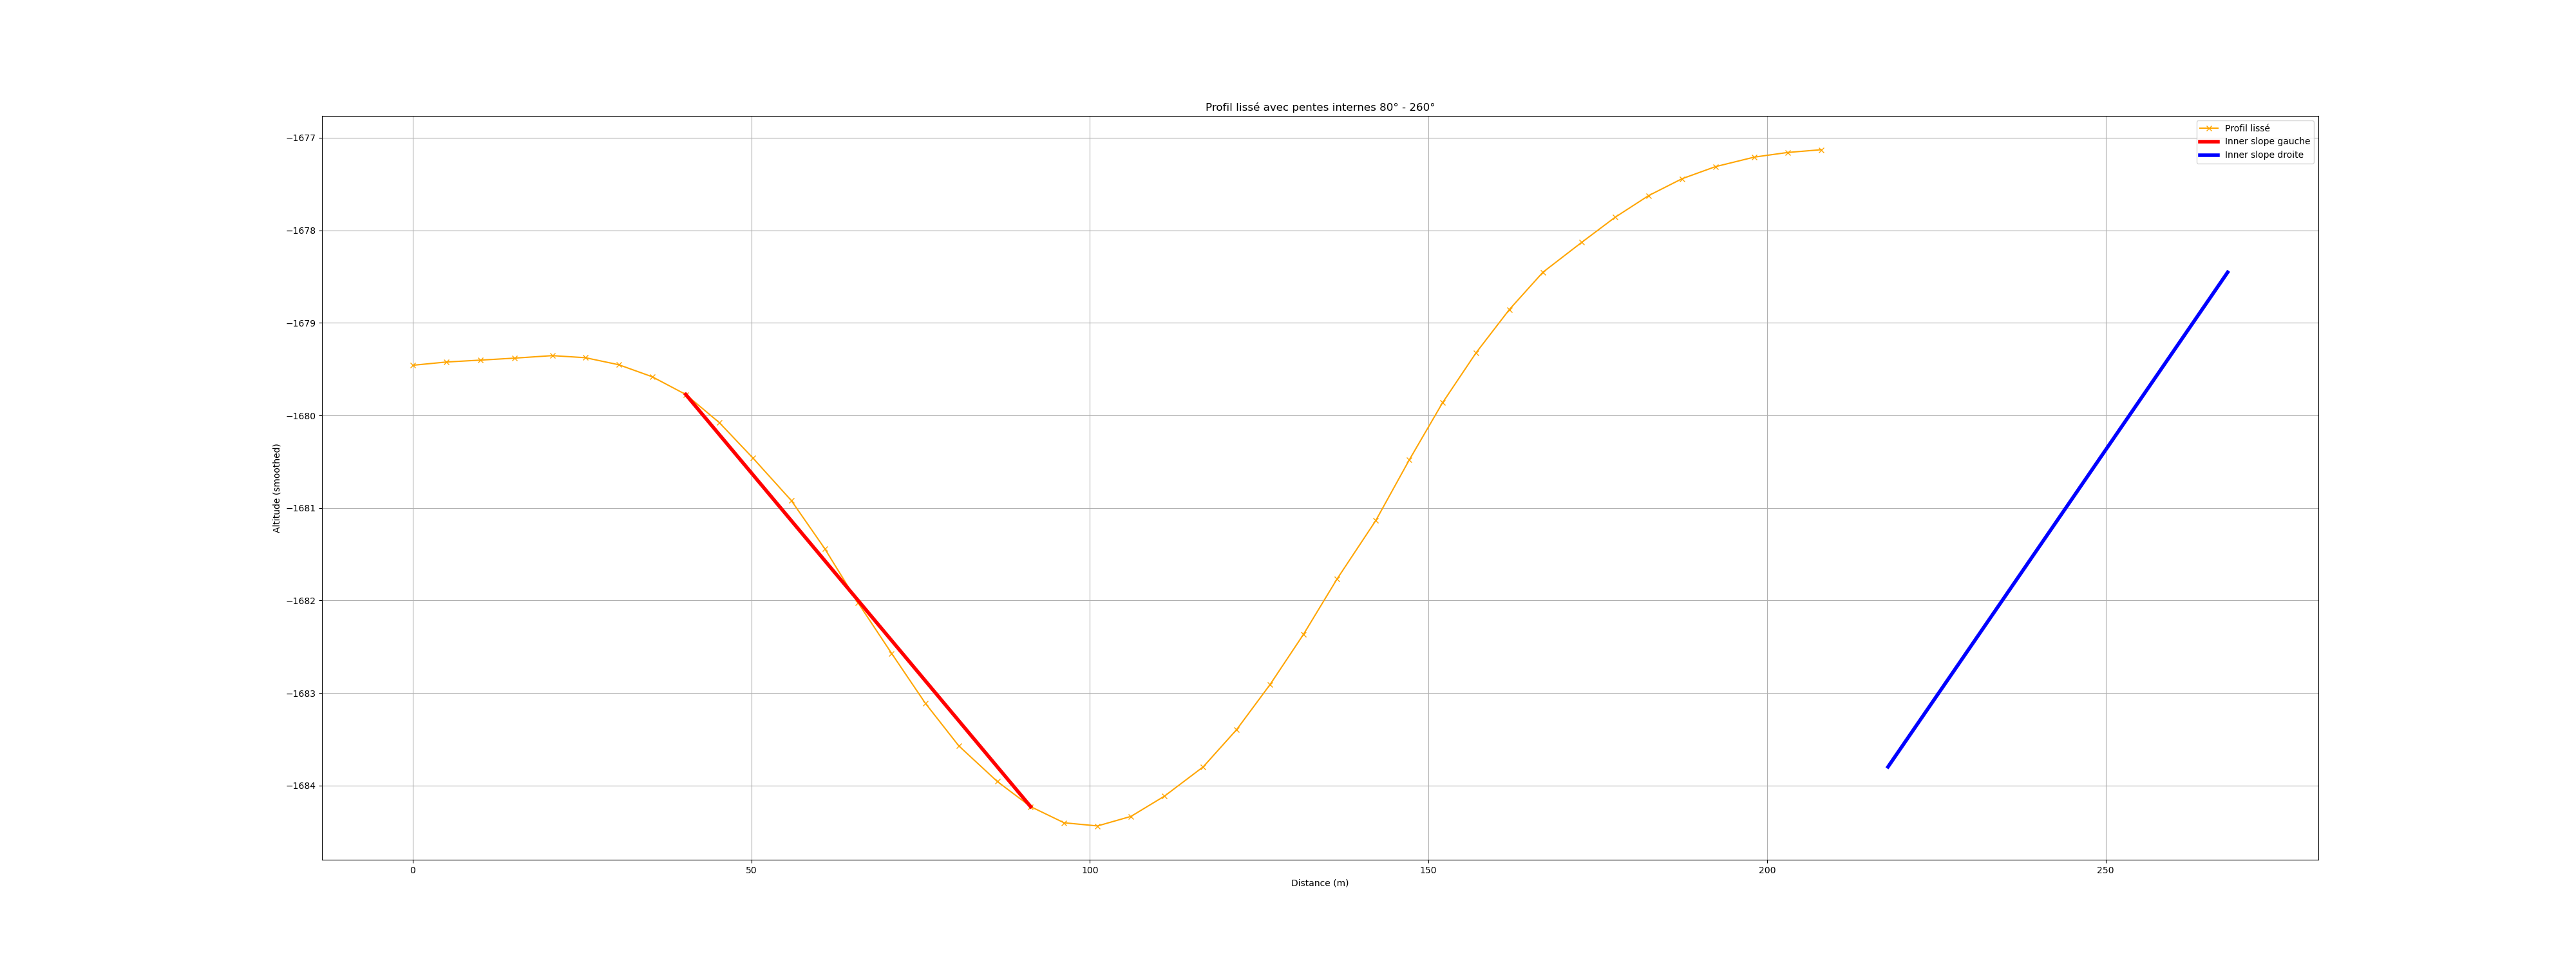 Profil lissé avec pentes internes 80° - 260°
Profil lissé
Inner slope gauche
Inner slope droite
−1677
−1678
−1679
−1680
−1681
−1682
−1683
−1684
Altitude (smoothed)
0
50
100
150
200
250
Distance (m)